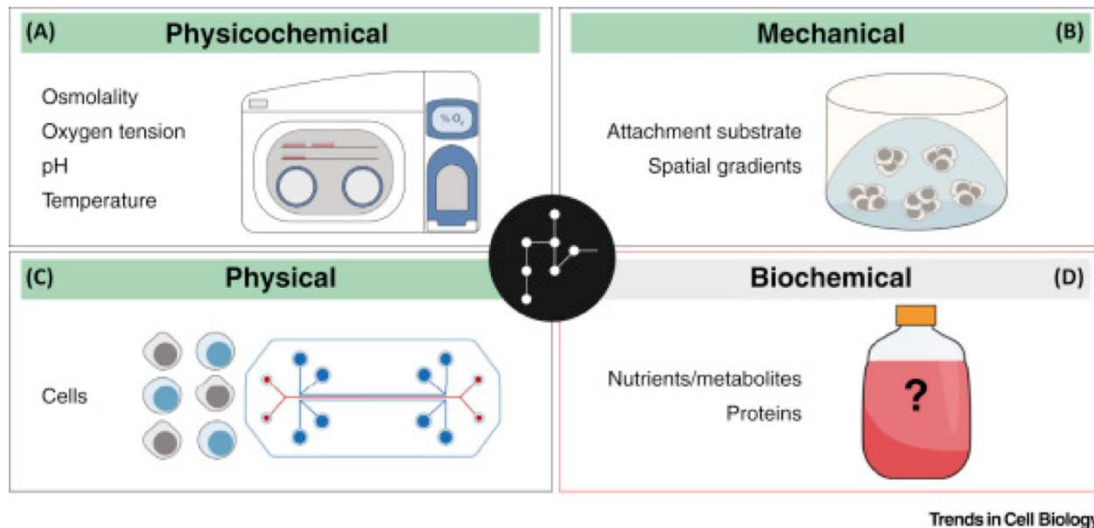 (A) Physicochemical
Osmolality
Oxygen tension
pH
Temperature
% O₂
Mechanical (B)
Attachment substrate
Spatial gradients
(C) Physical
Cells
Biochemical (D)
Nutrients/metabolites
Proteins
?
Trends in Cell Biology